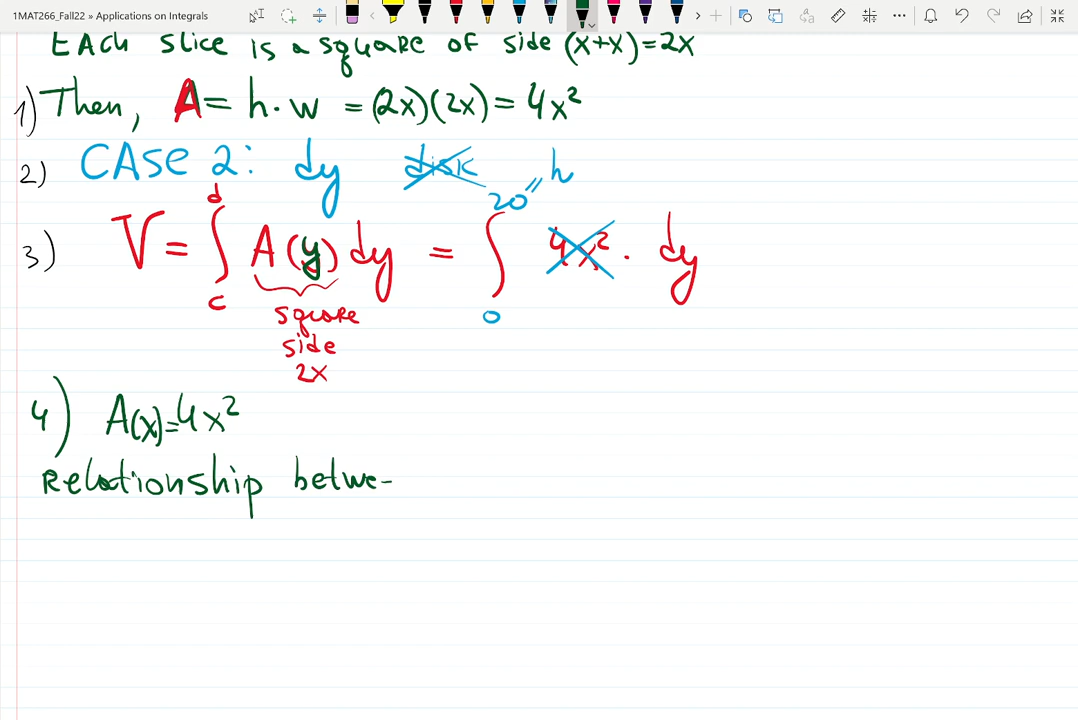 1MAT266_Fall22 » Applications on Integrals
EACH SLICE is a SQUARE OF SIDE (x+x)=2x
1) Then, A= h·w = (2x)(2x) = 4x²
2) CASE 2: dy disk
20" h
3) V = ∫ A(y) dy = ∫ 4x² · dy
d
c
0
SQUARE
side
2x
4) A(x)=4x²
Relationship betwe-